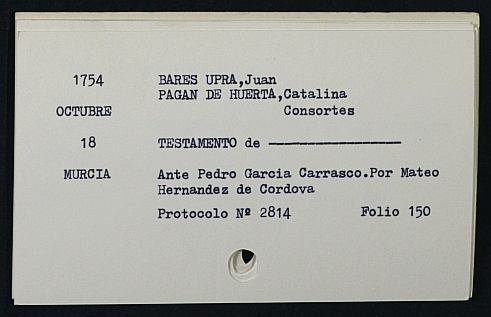 1754 BARES UPRA,Juan
PAGAN DE HUERTA,Catalina
OCTUBRE Consortes
18 TESTAMENTO de ------------------
MURCIA Ante Pedro Garcia Carrasco.Por Mateo
Hernandez de Cordova
Protocolo Nº 2814 Folio 150